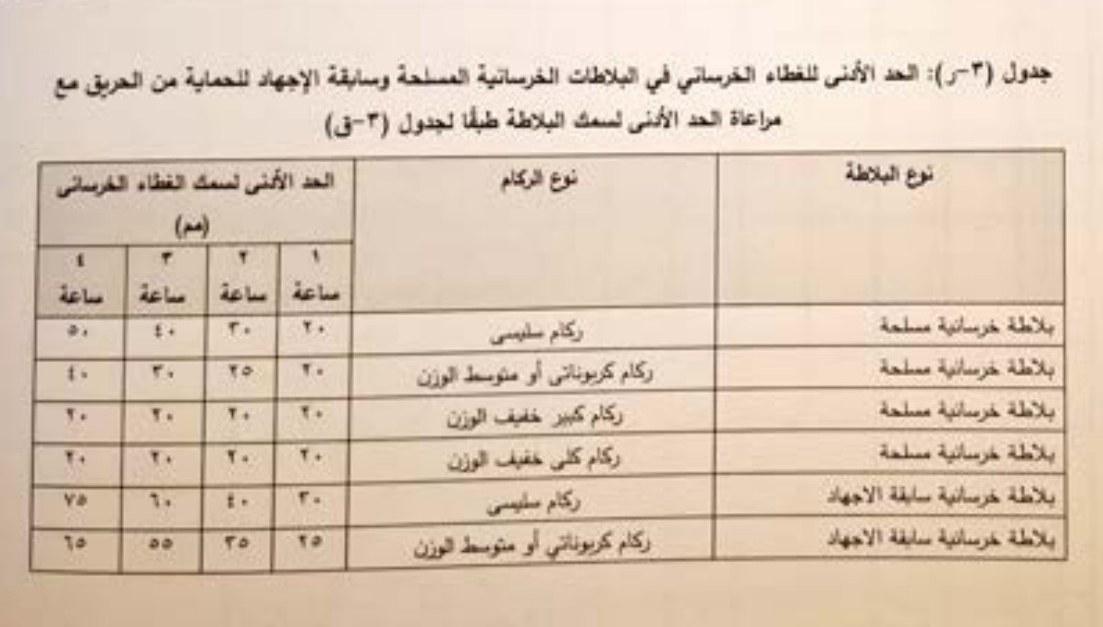 جدول (٣-ر): الحد الأدنى للغطاء الخرساني في البلاطات الخرسانية المسلحة وسابقة الإجهاد للحماية من الحريق مع
مراعاة الحد الأدنى لسمك البلاطة طبقًا لجدول (٣-ق)
نوع البلاطة نوع الركام الحد الأدنى لسمك الغطاء الخرسانى
(مم)
١ ٢ ٣ ٤
ساعة ساعة ساعة ساعة
بلاطة خرسانية مسلحة ركام سليسى ٢٠ ٣٠ ٤٠ ٥٠
بلاطة خرسانية مسلحة ركام كربوناتى أو متوسط الوزن ٢٠ ٢٥ ٣٠ ٤٠
بلاطة خرسانية مسلحة ركام كبير خفيف الوزن ٢٠ ٢٠ ٢٠ ٢٠
بلاطة خرسانية مسلحة ركام كلى خفيف الوزن ٢٠ ٢٠ ٢٠ ٢٠
بلاطة خرسانية سابقة الاجهاد ركام سليسى ٣٠ ٤٠ ٦٠ ٧٥
بلاطة خرسانية سابقة الاجهاد ركام كربوناتي أو متوسط الوزن ٢٥ ٣٥ ٥٥ ٦٥